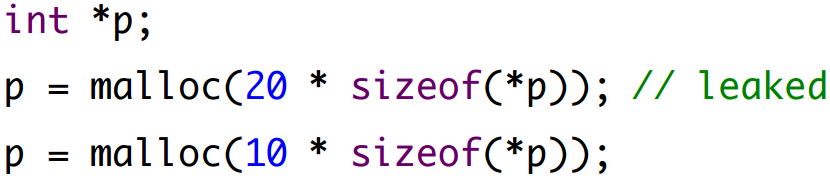 int *p;
p = malloc(20 * sizeof(*p)); // leaked
p = malloc(10 * sizeof(*p));